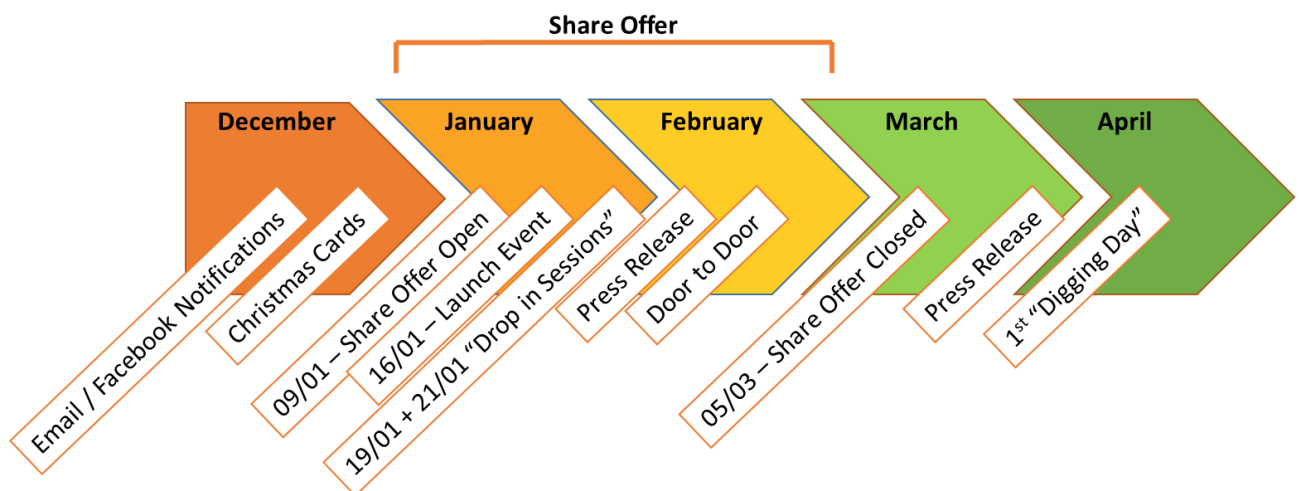 Share Offer
December
January
February
March
April
Email / Facebook Notifications
Christmas Cards
09/01 – Share Offer Open
16/01 – Launch Event
19/01 + 21/01 “Drop in Sessions”
Press Release
Door to Door
05/03 – Share Offer Closed
Press Release
1st “Digging Day”